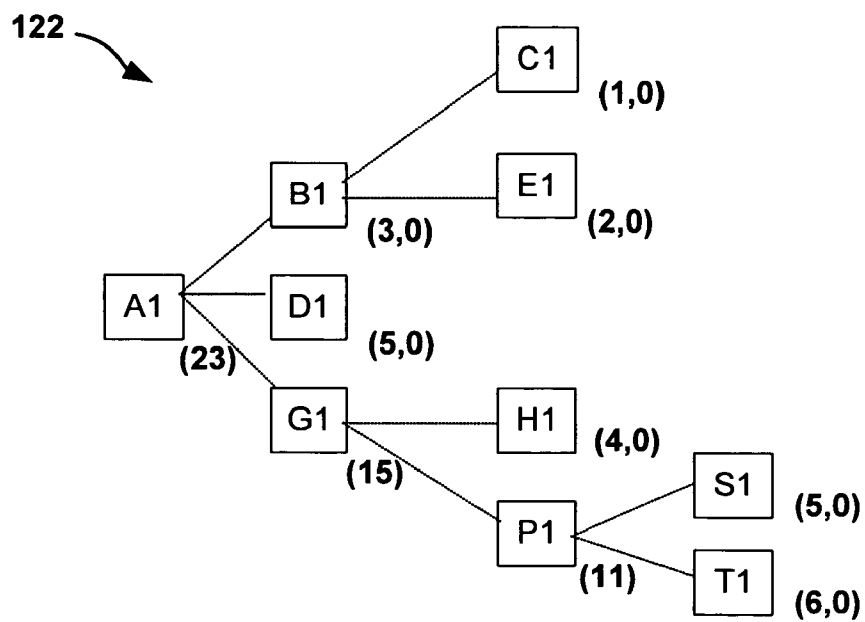 122
C1
(1,0)
B1
E1
(3,0)
(2,0)
A1
D1
(23)
(5,0)
G1
H1
(15)
(4,0)
S1
P1
(5,0)
(11)
T1
(6,0)